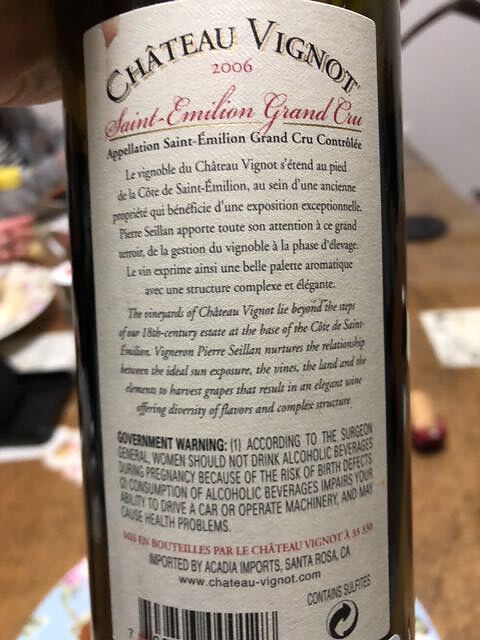 CHÂTEAU VIGNOT
2006
Saint-Emilion Grand Cru
Appellation Saint-Émilion Grand Cru Contrôlée
Le vignoble du Château Vignot s'étend au pied
de la Côte de Saint-Émilion, au sein d'une ancienne
propriété qui bénéficie d'une exposition exceptionnelle.
Pierre Seillan apporte toute son attention à ce grand
terroir, de la gestion du vignoble à la phase d'élevage.
Le vin exprime ainsi une belle palette aromatique
avec une structure complexe et élégante.
The vineyards of Château Vignot lie beyond the steps
of our 18th-century estate at the base of the Côte de Saint-
Émilion. Vigneron Pierre Seillan nurtures the relationship
between the ideal sun exposure, the vines, the land and the
elements to harvest grapes that result in an elegant wine
offering diversity of flavors and complex structure
GOVERNMENT WARNING: (1) ACCORDING TO THE SURGEON
GENERAL, WOMEN SHOULD NOT DRINK ALCOHOLIC BEVERAGES
DURING PREGNANCY BECAUSE OF THE RISK OF BIRTH DEFECTS
(2) CONSUMPTION OF ALCOHOLIC BEVERAGES IMPAIRS YOUR
ABILITY TO DRIVE A CAR OR OPERATE MACHINERY, AND MAY
CAUSE HEALTH PROBLEMS.
MIS EN BOUTEILLES PAR LE CHÂTEAU VIGNOT À 33 330
IMPORTED BY ACADIA IMPORTS, SANTA ROSA, CA
www.chateau-vignot.com
CONTAINS SULFITES
7